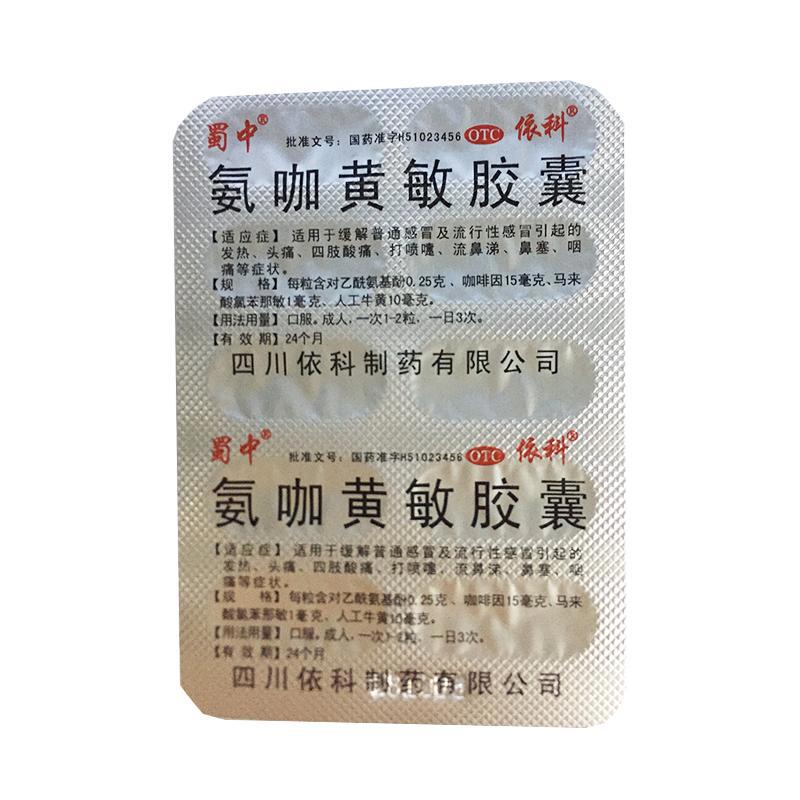 蜀中® 批准文号：国药准字H51023456 OTC 依科®
氨咖黄敏胶囊
【适应症】适用于缓解普通感冒及流行性感冒引起的
发热、头痛、四肢酸痛、打喷嚏、流鼻涕、鼻塞、咽
痛等症状。
【规　格】每粒含对乙酰氨基酚0.25克、咖啡因15毫克、马来
酸氯苯那敏1毫克、人工牛黄10毫克。
【用法用量】口服。成人，一次1-2粒，一日3次。
【有 效 期】24个月
四川依科制药有限公司
蜀中® 批准文号：国药准字H51023456 OTC 依科®
氨咖黄敏胶囊
【适应症】适用于缓解普通感冒及流行性感冒引起的
发热、头痛、四肢酸痛、打喷嚏、流鼻涕、鼻塞、咽
痛等症状。
【规　格】每粒含对乙酰氨基酚0.25克、咖啡因15毫克、马来
酸氯苯那敏1毫克、人工牛黄10毫克。
【用法用量】口服。成人，一次1-2粒，一日3次。
【有 效 期】24个月
四川依科制药有限公司